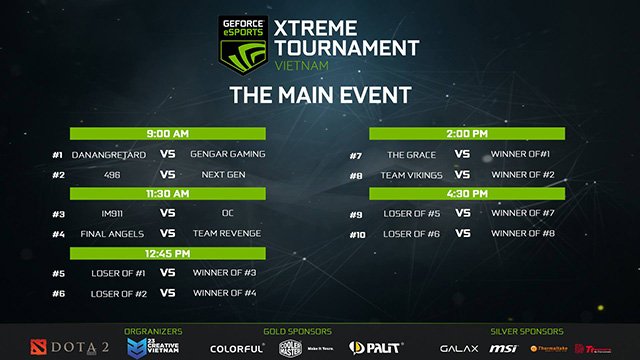 GEFORCE
eSPORTS
XTREME
TOURNAMENT
VIETNAM
THE MAIN EVENT
9:00 AM
#1 DANANGRETARD VS GENGAR GAMING
#2 496 VS NEXT GEN
11:30 AM
#3 IM911 VS OC
#4 FINAL ANGELS VS TEAM REVENGE
12:45 PM
#5 LOSER OF #1 VS WINNER OF #3
#6 LOSER OF #2 VS WINNER OF #4
2:00 PM
#7 THE GRACE VS WINNER OF#1
#8 TEAM VIKINGS VS WINNER OF #2
4:30 PM
#9 LOSER OF #5 VS WINNER OF #7
#10 LOSER OF #6 VS WINNER OF #8
ORGANIZERS
GOLD SPONSORS
SILVER SPONSORS
DOTA 2
23 CREATIVE VIETNAM
COLORFUL
COOLER MASTER Make It Yours.
PALiT
GALAX
msi
Thermaltake